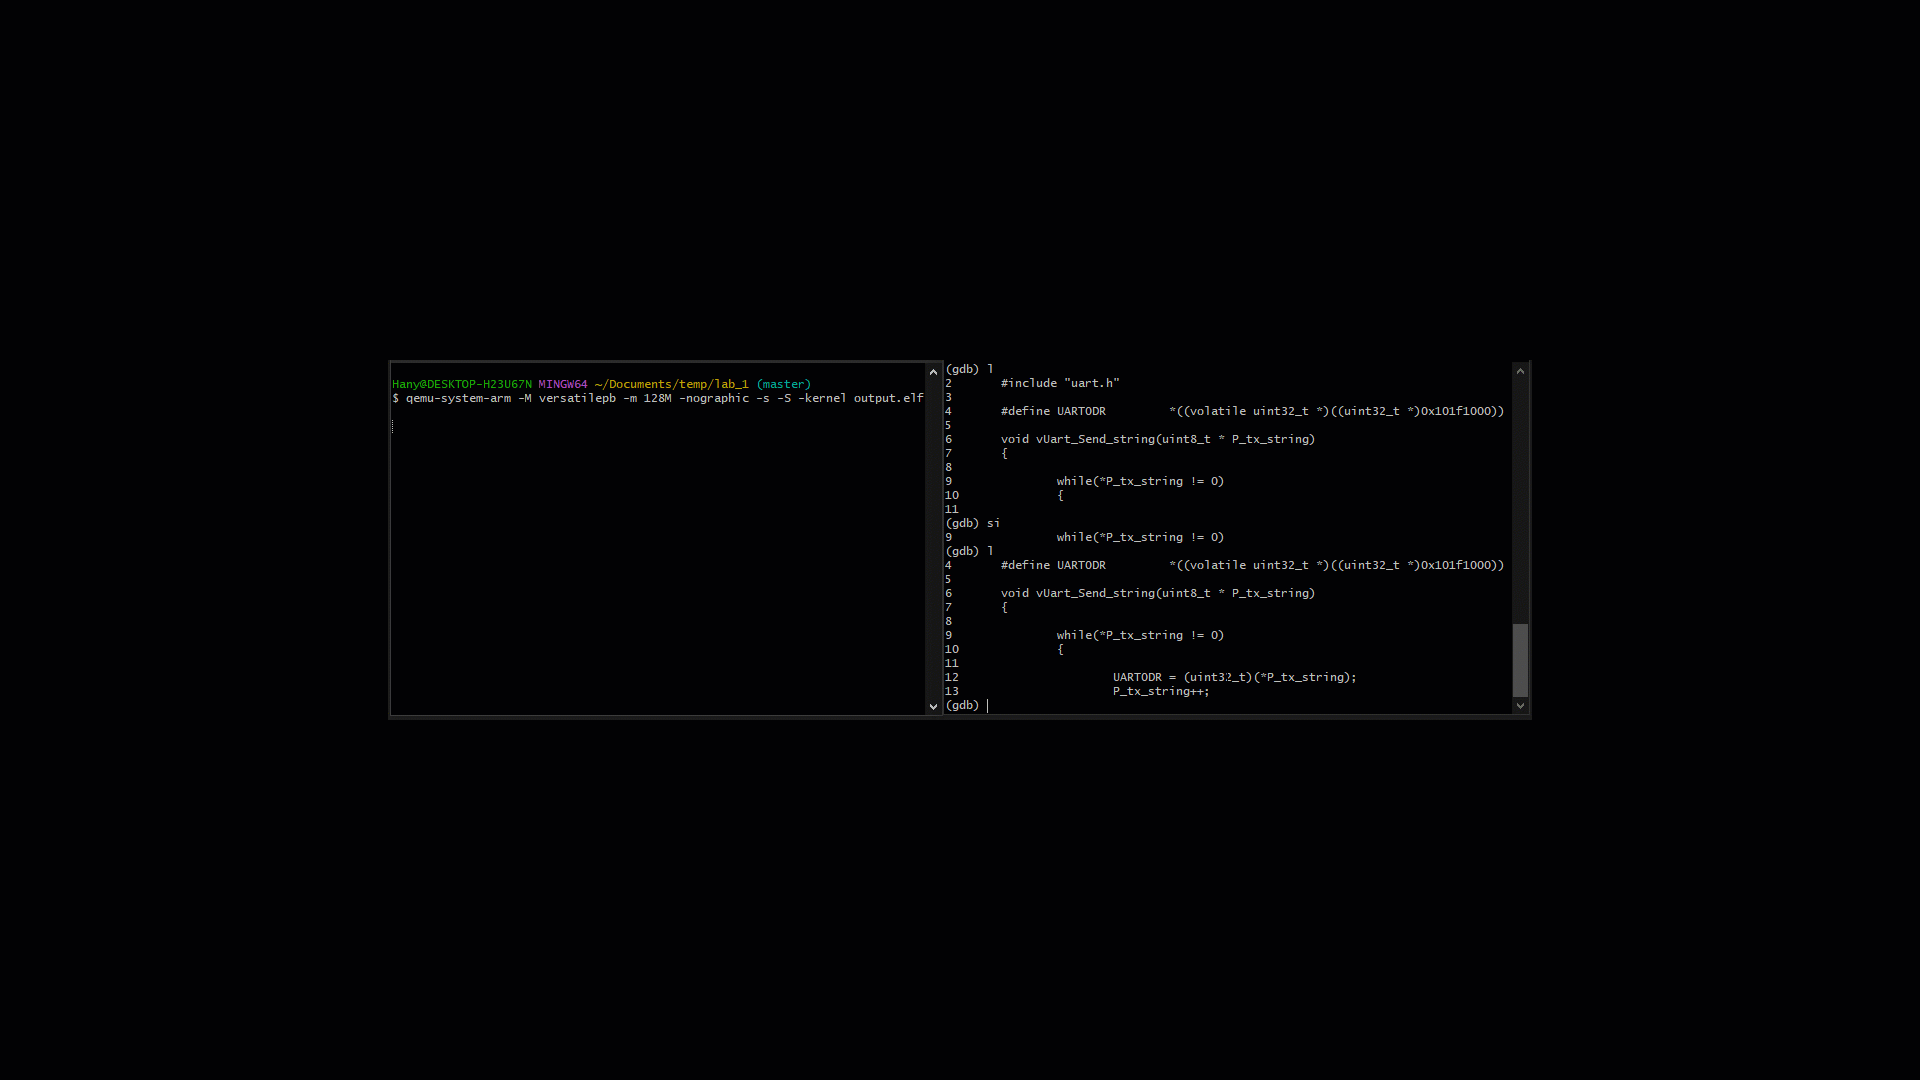 Hany@DESKTOP-H23U67N MINGW64 ~/Documents/temp/lab_1 (master)
$ qemu-system-arm -M versatilepb -m 128M -nographic -s -S -kernel output.elf
(gdb) l
2 #include "uart.h"
3
4 #define UART0DR *((volatile uint32_t *)((uint32_t *)0x101f1000))
5
6 void vUart_Send_string(uint8_t * P_tx_string)
7 {
8
9 while(*P_tx_string != 0)
10 {
11
(gdb) si
9 while(*P_tx_string != 0)
(gdb) l
4 #define UART0DR *((volatile uint32_t *)((uint32_t *)0x101f1000))
5
6 void vUart_Send_string(uint8_t * P_tx_string)
7 {
8
9 while(*P_tx_string != 0)
10 {
11
12 UART0DR = (uint32_t)(*P_tx_string);
13 P_tx_string++;
(gdb)